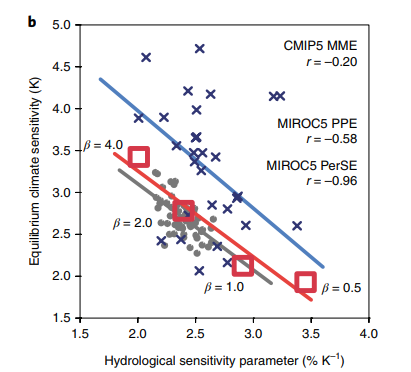 b
5.0
4.5
4.0
3.5
3.0
2.5
2.0
1.5
Equilibrium climate sensitivity (K)
CMIP5 MME
r = −0.20
MIROC5 PPE
r = −0.58
MIROC5 PerSE
r = −0.96
β = 4.0
β = 2.0
β = 1.0
β = 0.5
1.5 2.0 2.5 3.0 3.5 4.0
Hydrological sensitivity parameter (% K⁻¹)